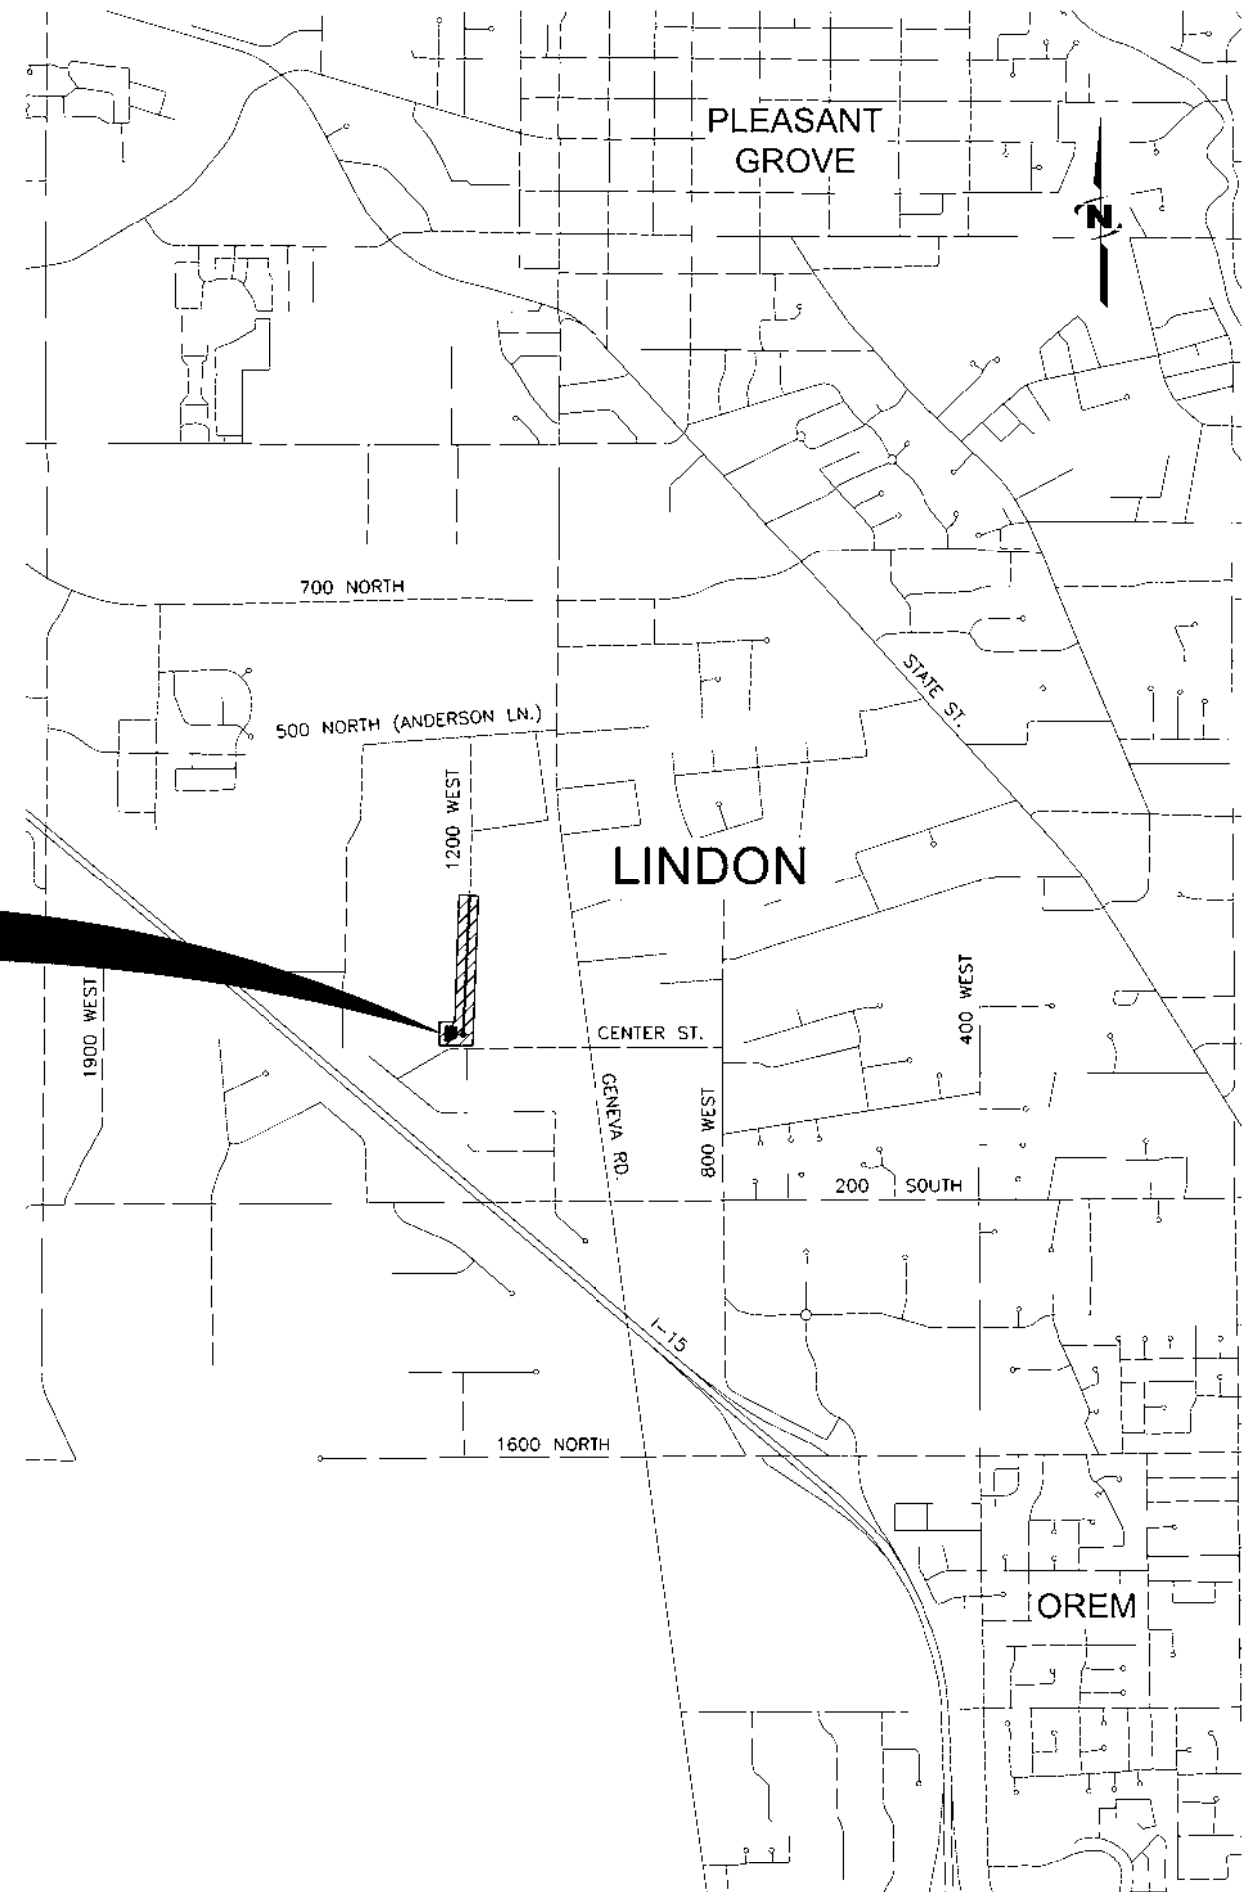 PLEASANT
GROVE
N
700 NORTH
STATE ST.
500 NORTH (ANDERSON LN.)
1200 WEST
LINDON
1900 WEST
400 WEST
CENTER ST.
GENEVA RD.
800 WEST
200 SOUTH
I-15
1600 NORTH
OREM